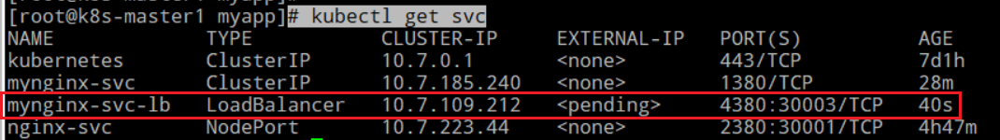 [root@k8s-master1 myapp]# kubectl get svc
NAME TYPE CLUSTER-IP EXTERNAL-IP PORT(S) AGE
kubernetes ClusterIP 10.7.0.1 <none> 443/TCP 7d1h
mynginx-svc ClusterIP 10.7.185.240 <none> 1380/TCP 28m
mynginx-svc-lb LoadBalancer 10.7.109.212 <pending> 4380:30003/TCP 40s
nginx-svc NodePort 10.7.223.44 <none> 2380:30001/TCP 4h47m